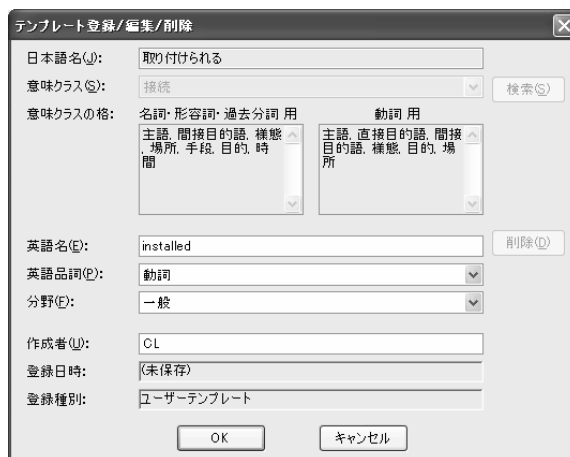 テンプレート登録/編集/削除
日本語名(J): 取り付けられる
意味クラス(S): 接続 検索(S)
意味クラスの格: 名詞・形容詞・過去分詞 用 動詞 用
主語, 間接目的語, 様態
, 場所, 手段, 目的, 時
間
主語, 直接目的語, 間接
目的語, 様態, 目的, 場
所
英語名(E): installed 削除(D)
英語品詞(P): 動詞
分野(F): 一般
作成者(U): CL
登録日時: (未保存)
登録種別: ユーザーテンプレート
OK キャンセル